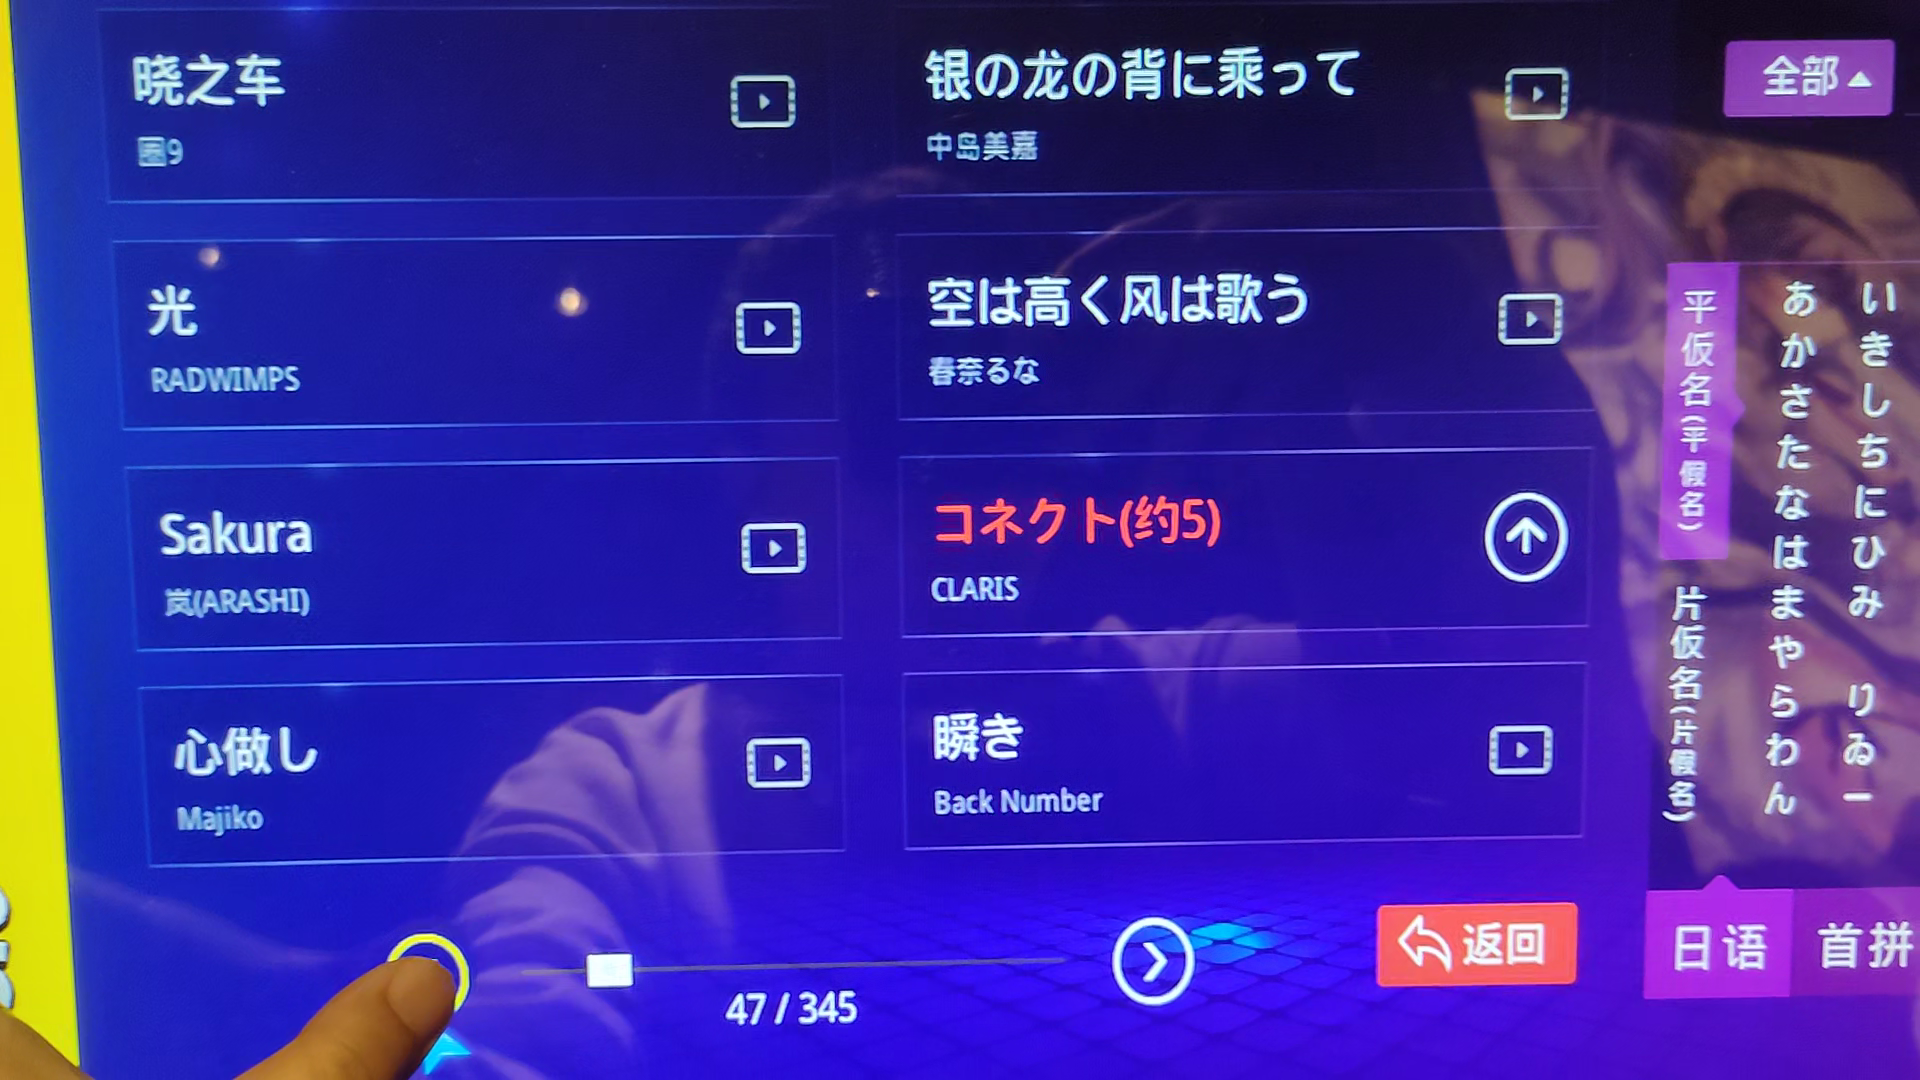 晓之车
圈9
银の龙の背に乘って
中岛美嘉
光
RADWIMPS
空は高く风は歌う
春奈るな
Sakura
岚(ARASHI)
コネクト(约5)
CLARIS
心做し
Majiko
瞬き
Back Number
47 / 345
返回
全部
平仮名(平假名)
片仮名(片假名)
あかさたなはまやらわん
いきしちにひみ りゐー
日语
首拼